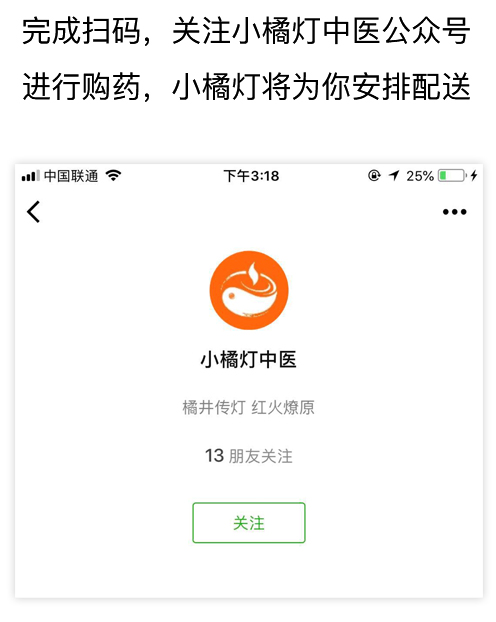 完成扫码，关注小橘灯中医公众号
进行购药，小橘灯将为你安排配送
中国联通 下午3:18 25%
小橘灯中医
橘井传灯 红火燎原
13 朋友关注
关注